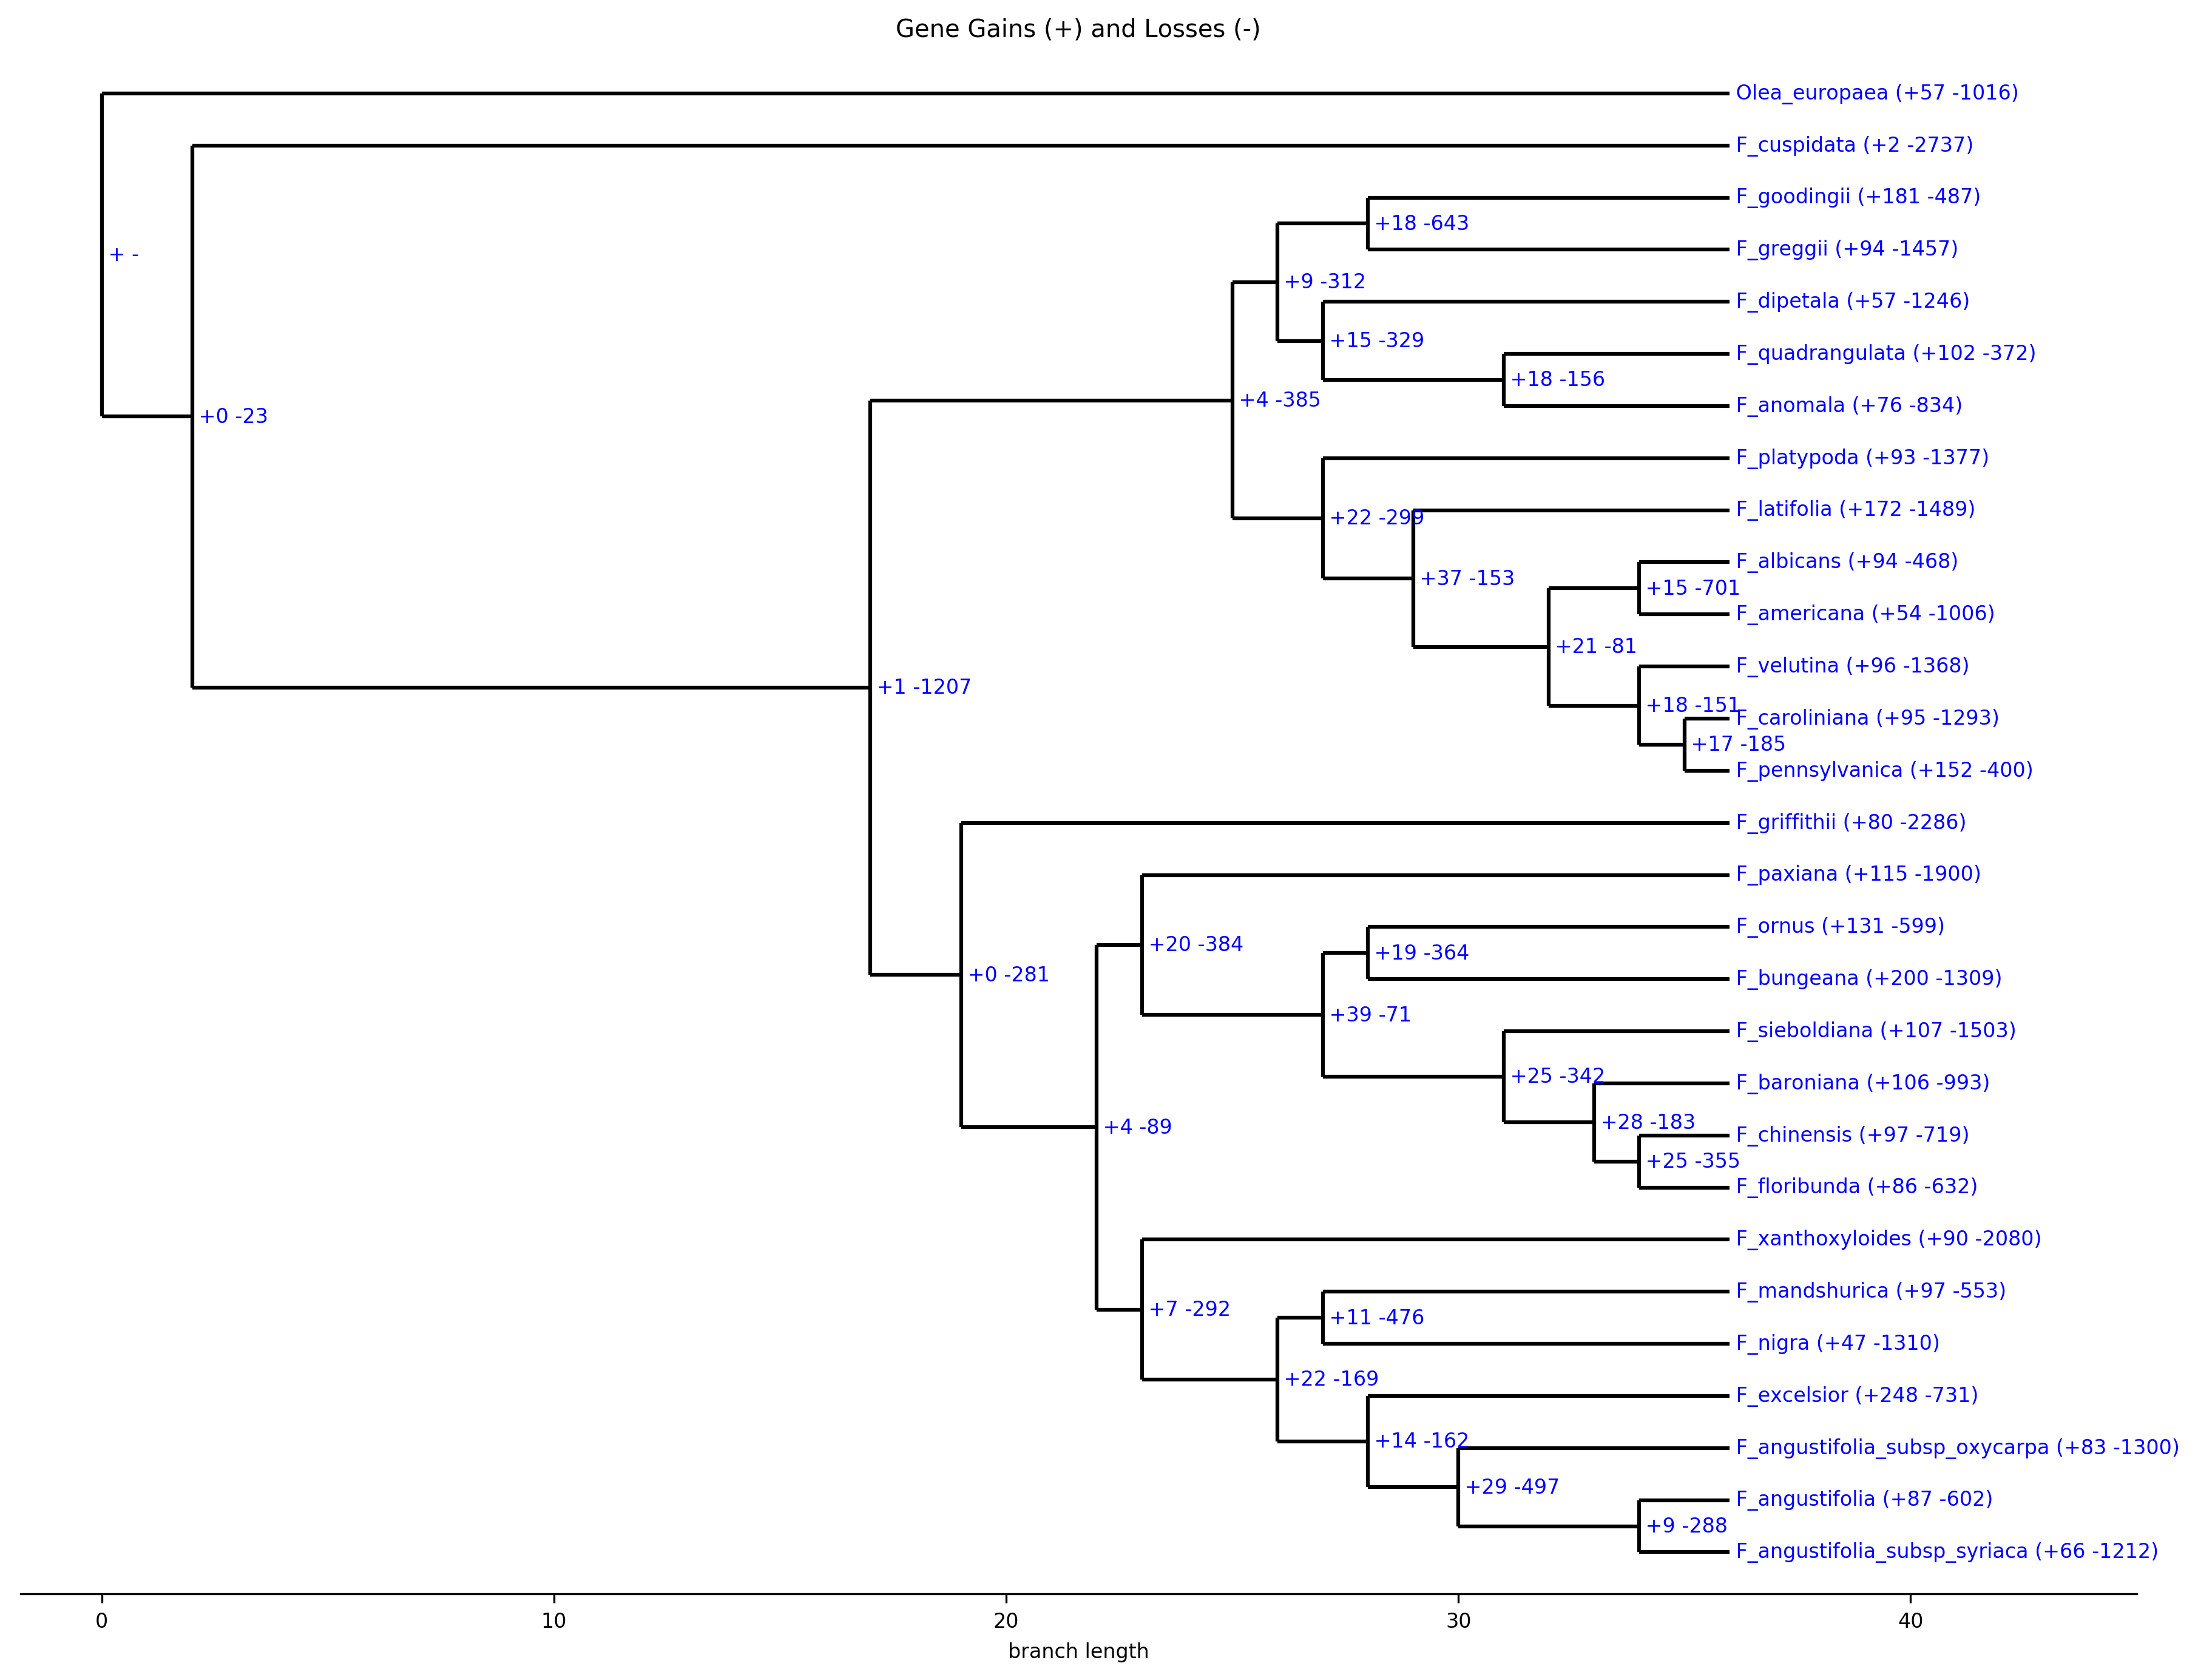 Gene Gains (+) and Losses (-)
Olea_europaea (+57 -1016)
F_cuspidata (+2 -2737)
F_goodingii (+181 -487)
+18 -643
F_greggii (+94 -1457)
+ -
+9 -312
F_dipetala (+57 -1246)
+15 -329
F_quadrangulata (+102 -372)
+18 -156
+4 -385
F_anomala (+76 -834)
+0 -23
F_platypoda (+93 -1377)
F_latifolia (+172 -1489)
+22 -299
F_albicans (+94 -468)
+37 -153
+15 -701
F_americana (+54 -1006)
+21 -81
F_velutina (+96 -1368)
+1 -1207
+18 -151
F_caroliniana (+95 -1293)
+17 -185
F_pennsylvanica (+152 -400)
F_griffithii (+80 -2286)
F_paxiana (+115 -1900)
F_ornus (+131 -599)
+20 -384
+19 -364
+0 -281
F_bungeana (+200 -1309)
+39 -71
F_sieboldiana (+107 -1503)
+25 -342
F_baroniana (+106 -993)
+4 -89
+28 -183
F_chinensis (+97 -719)
+25 -355
F_floribunda (+86 -632)
F_xanthoxyloides (+90 -2080)
F_mandshurica (+97 -553)
+7 -292
+11 -476
F_nigra (+47 -1310)
+22 -169
F_excelsior (+248 -731)
+14 -162
F_angustifolia_subsp_oxycarpa (+83 -1300)
+29 -497
F_angustifolia (+87 -602)
+9 -288
F_angustifolia_subsp_syriaca (+66 -1212)
0 10 20 30 40
branch length